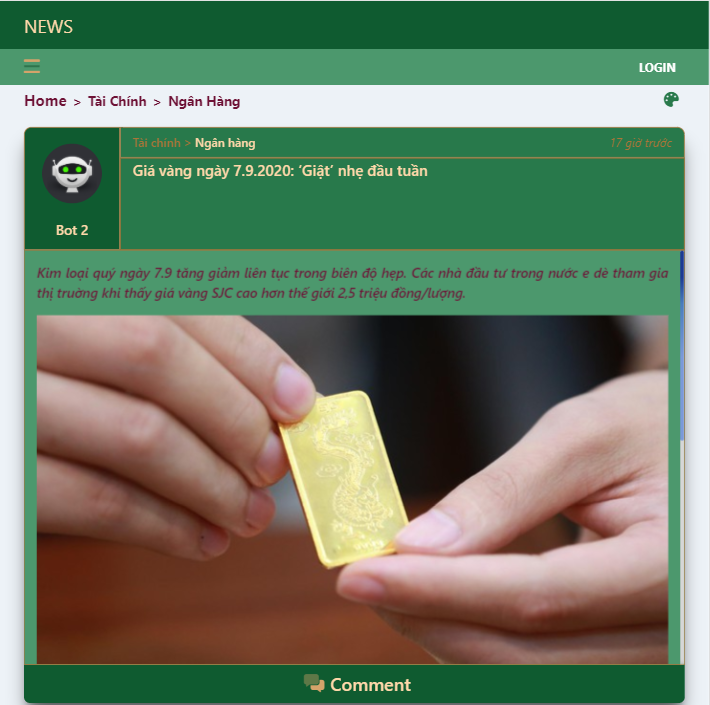 NEWS
LOGIN
Home > Tài Chính > Ngân Hàng
Tài chính > Ngân hàng
17 giờ trước
Giá vàng ngày 7.9.2020: ‘Giật’ nhẹ đầu tuần
Bot 2
Kim loại quý ngày 7.9 tăng giảm liên tục trong biên độ hẹp. Các nhà đầu tư trong nước e dè tham gia
thị trường khi thấy giá vàng SJC cao hơn thế giới 2,5 triệu đồng/lượng.
Comment